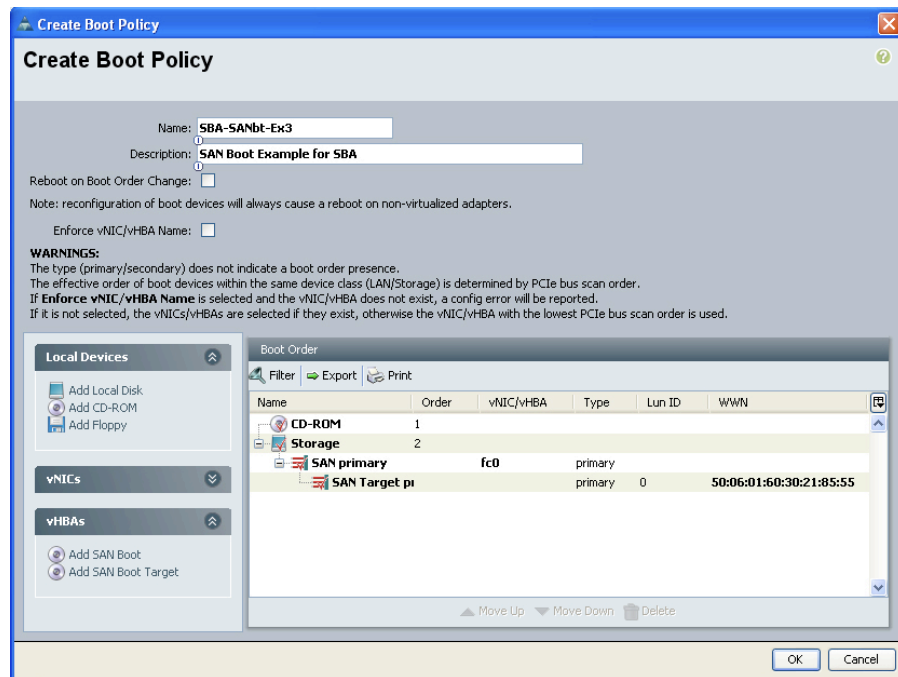 Create Boot Policy
Create Boot Policy
Name: SBA-SANbt-Ex3
Description: SAN Boot Example for SBA
Reboot on Boot Order Change:
Note: reconfiguration of boot devices will always cause a reboot on non-virtualized adapters.
Enforce vNIC/vHBA Name:
WARNINGS:
The type (primary/secondary) does not indicate a boot order presence.
The effective order of boot devices within the same device class (LAN/Storage) is determined by PCIe bus scan order.
If Enforce vNIC/vHBA Name is selected and the vNIC/vHBA does not exist, a config error will be reported.
If it is not selected, the vNICs/vHBAs are selected if they exist, otherwise the vNIC/vHBA with the lowest PCIe bus scan order is used.
Local Devices
Add Local Disk
Add CD-ROM
Add Floppy
vNICs
vHBAs
Add SAN Boot
Add SAN Boot Target
Boot Order
Filter Export Print
Name Order vNIC/vHBA Type Lun ID WWN
CD-ROM 1
Storage 2
SAN primary fc0 primary
SAN Target pr primary 0 50:06:01:60:30:21:85:55
Move Up Move Down Delete
OK Cancel